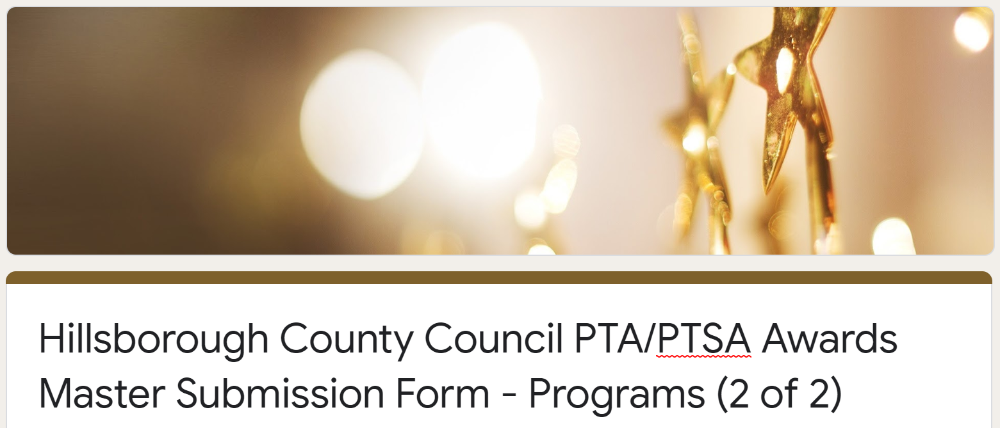 Hillsborough County Council PTA/PTSA Awards
Master Submission Form - Programs (2 of 2)